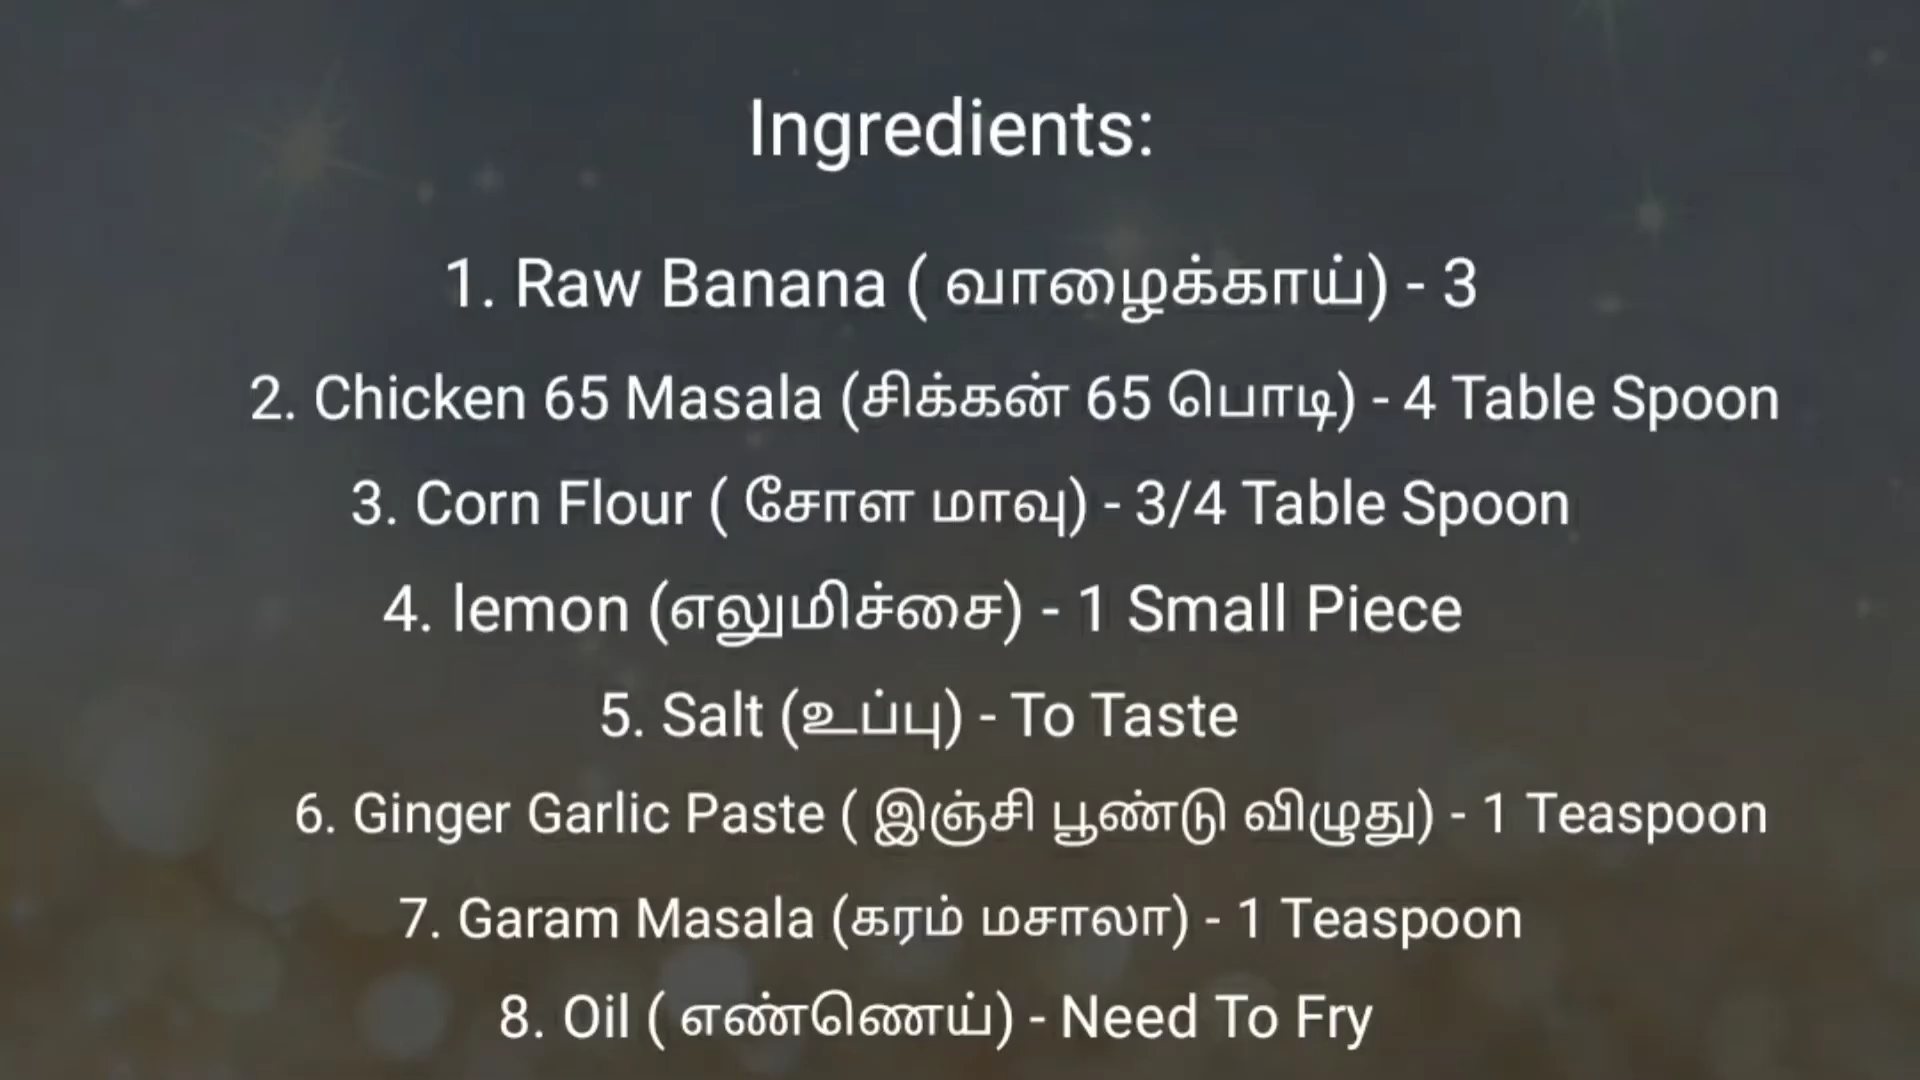 Ingredients:
1. Raw Banana ( வாழைக்காய்) - 3
2. Chicken 65 Masala (சிக்கன் 65 பொடி) - 4 Table Spoon
3. Corn Flour ( சோள மாவு) - 3/4 Table Spoon
4. lemon (எலுமிச்சை) - 1 Small Piece
5. Salt (உப்பு) - To Taste
6. Ginger Garlic Paste ( இஞ்சி பூண்டு விழுது) - 1 Teaspoon
7. Garam Masala (கரம் மசாலா) - 1 Teaspoon
8. Oil ( எண்ணெய்) - Need To Fry